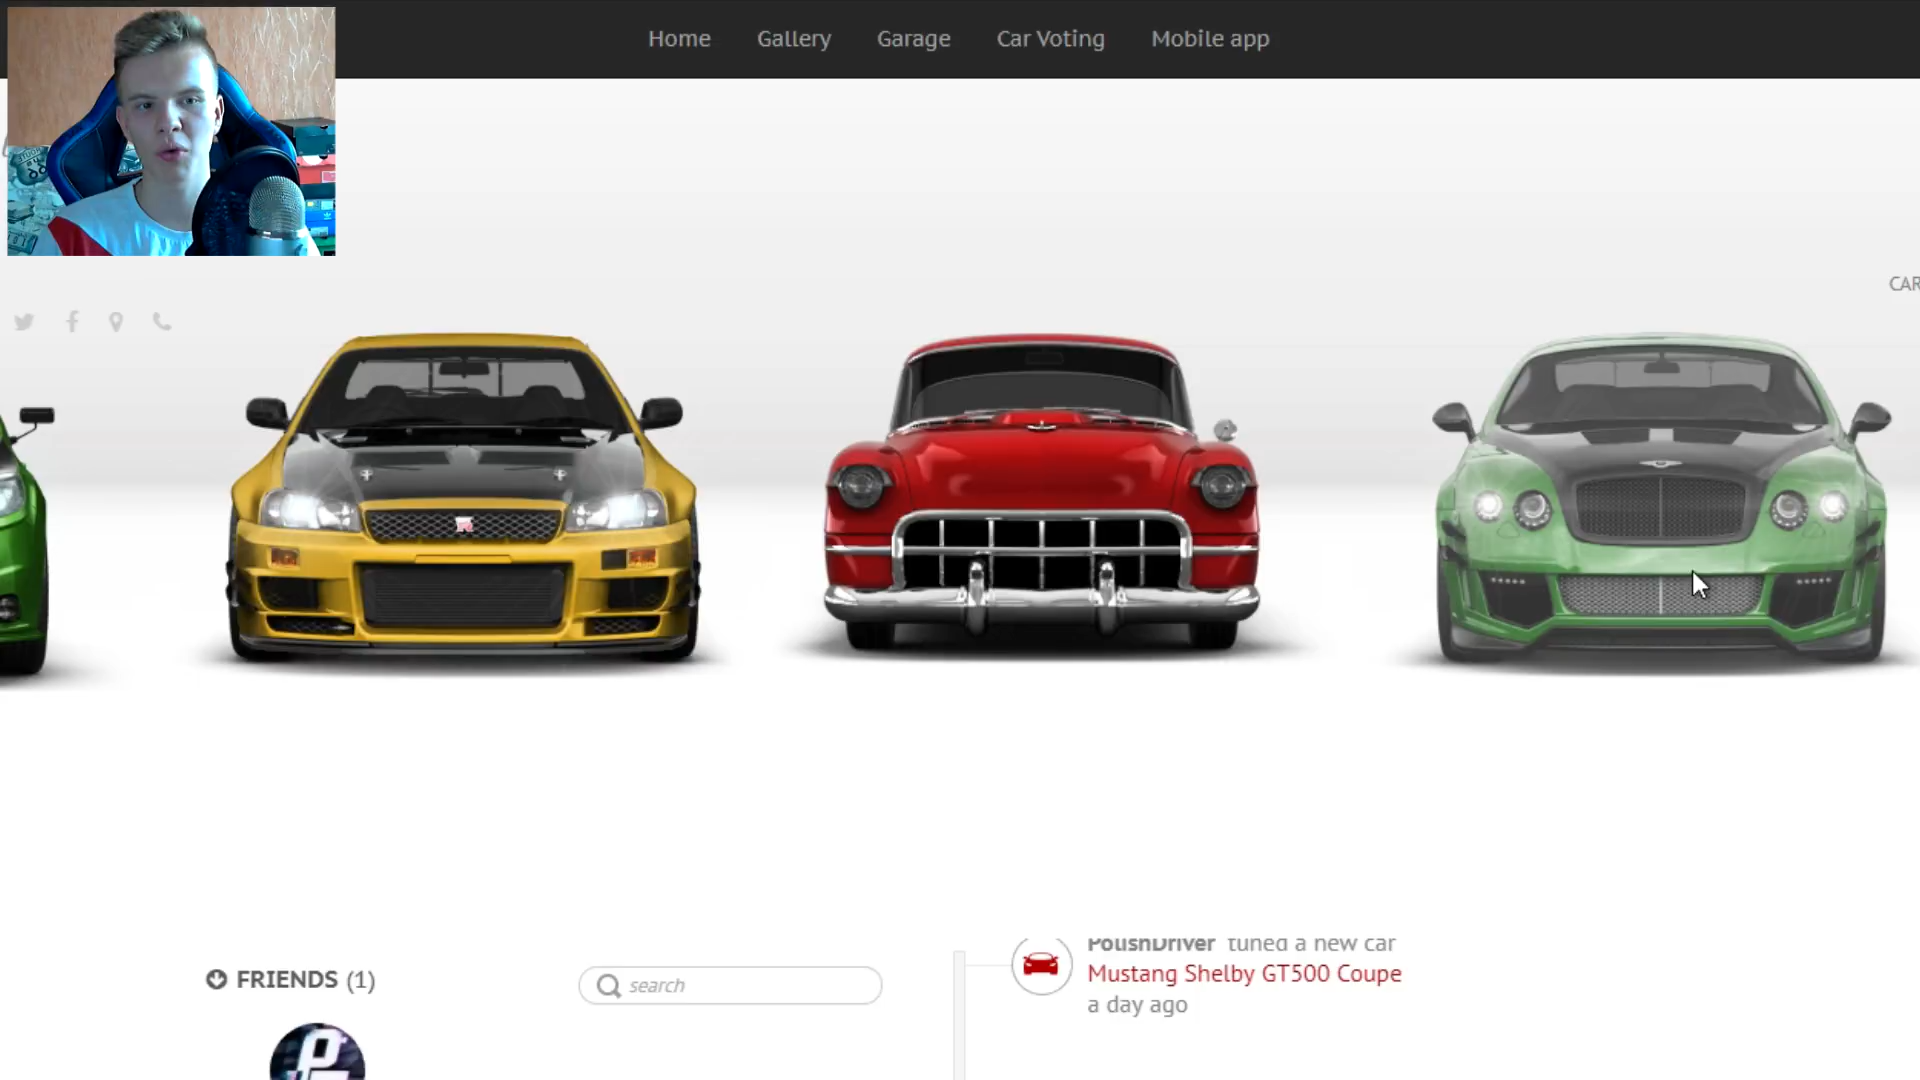 Home Gallery Garage Car Voting Mobile app
CAR
R
PolishDriver tuned a new car
Mustang Shelby GT500 Coupe
a day ago
FRIENDS (1)
search
P